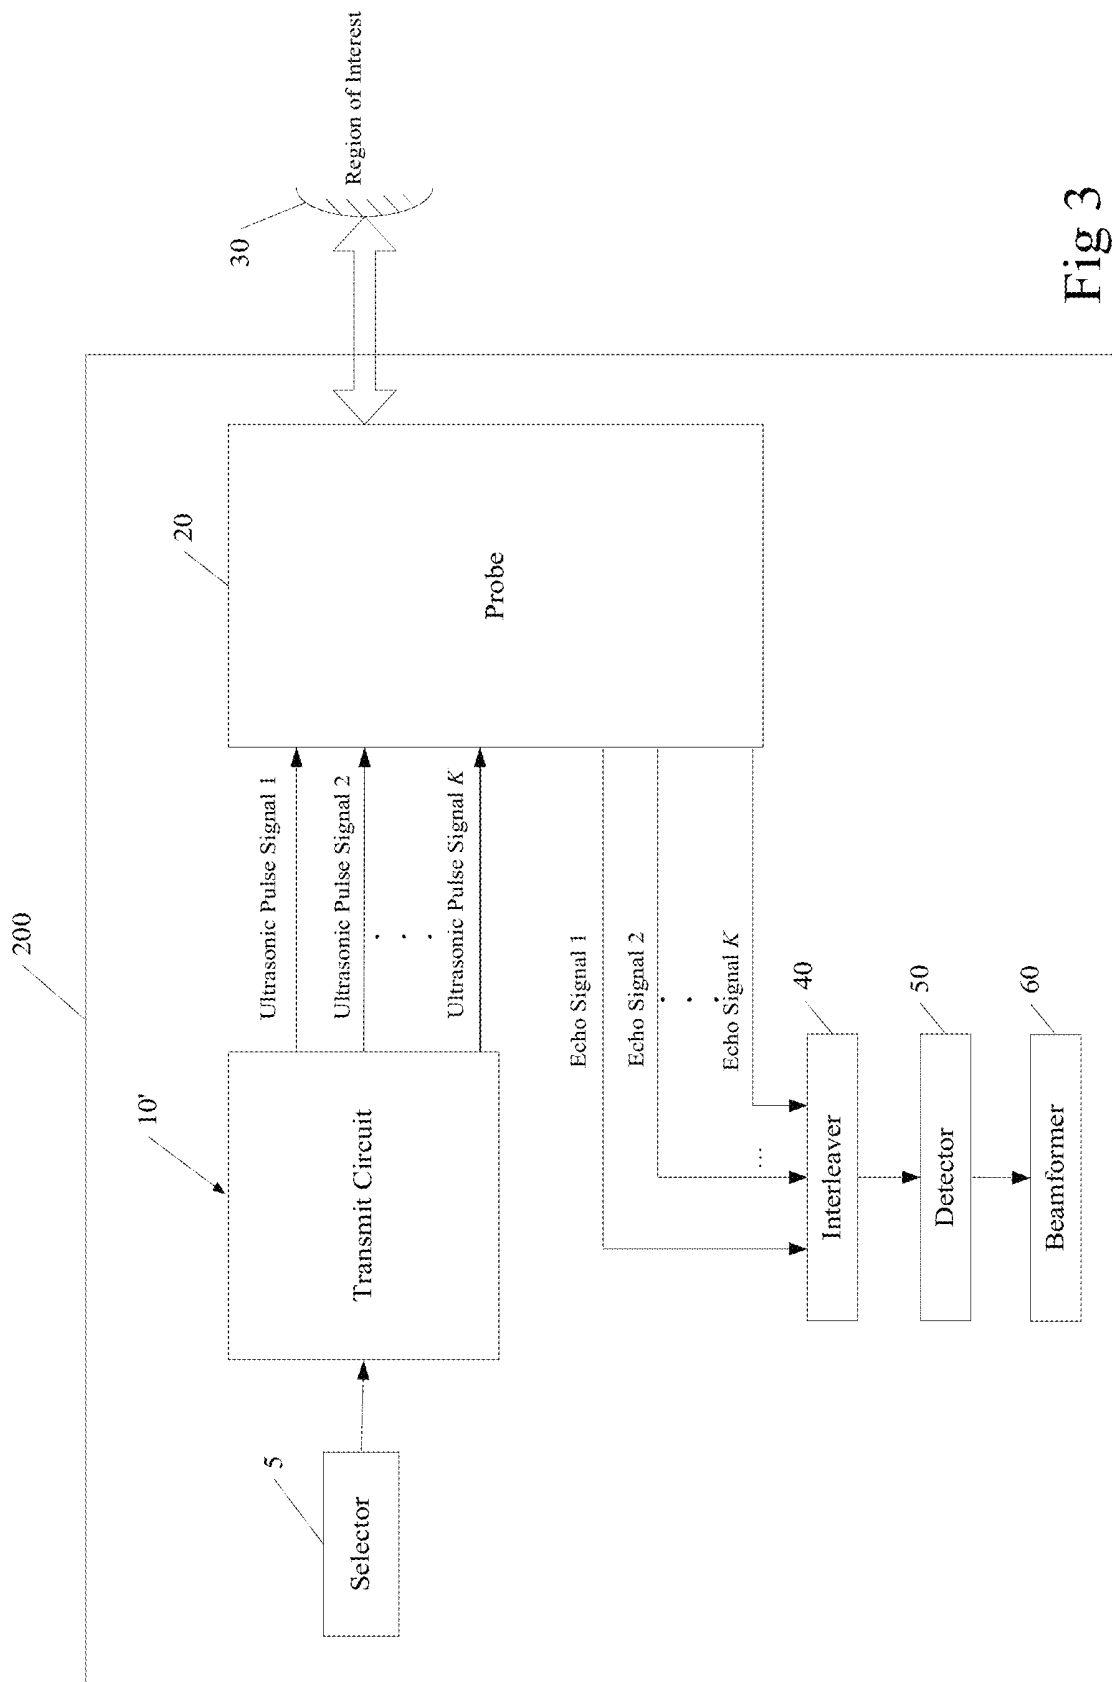 200
5
Selector
10'
Transmit Circuit
Ultrasonic Pulse Signal 1
Ultrasonic Pulse Signal 2
. . .
Ultrasonic Pulse Signal K
20
Probe
30
Region of Interest
Echo Signal 1
Echo Signal 2
. . .
Echo Signal K
...
40
Interleaver
50
Detector
60
Beamformer
Fig 3